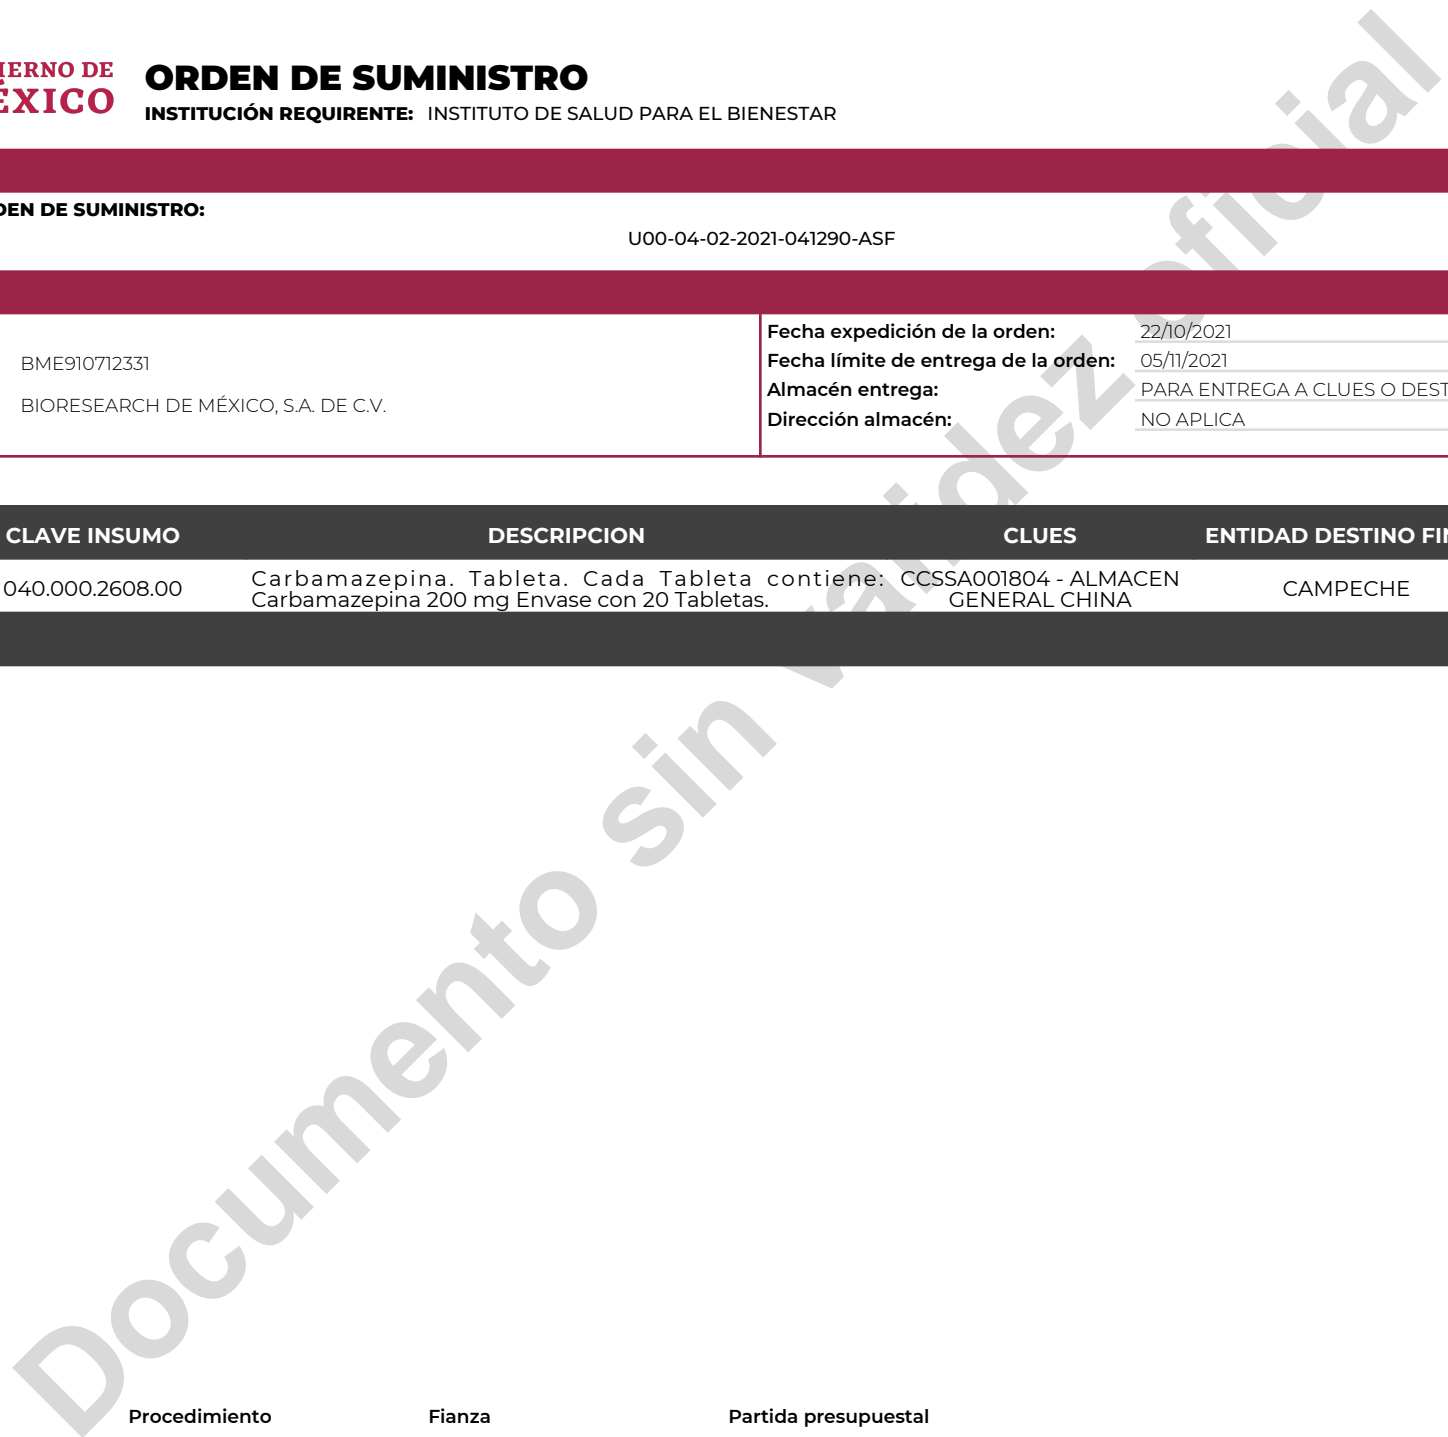 IERNO DE
ÉXICO
ORDEN DE SUMINISTRO
INSTITUCIÓN REQUIRENTE: INSTITUTO DE SALUD PARA EL BIENESTAR
DEN DE SUMINISTRO:
U00-04-02-2021-041290-ASF
BME910712331
BIORESEARCH DE MÉXICO, S.A. DE C.V.
Fecha expedición de la orden: 22/10/2021
Fecha límite de entrega de la orden: 05/11/2021
Almacén entrega: PARA ENTREGA A CLUES O DEST
Dirección almacén: NO APLICA
CLAVE INSUMO DESCRIPCION CLUES ENTIDAD DESTINO FIN
040.000.2608.00
Carbamazepina. Tableta. Cada Tableta contiene:
Carbamazepina 200 mg Envase con 20 Tabletas.
CCSSA001804 - ALMACEN
GENERAL CHINA
CAMPECHE
Documento sin validez oficial
Procedimiento Fianza Partida presupuestal